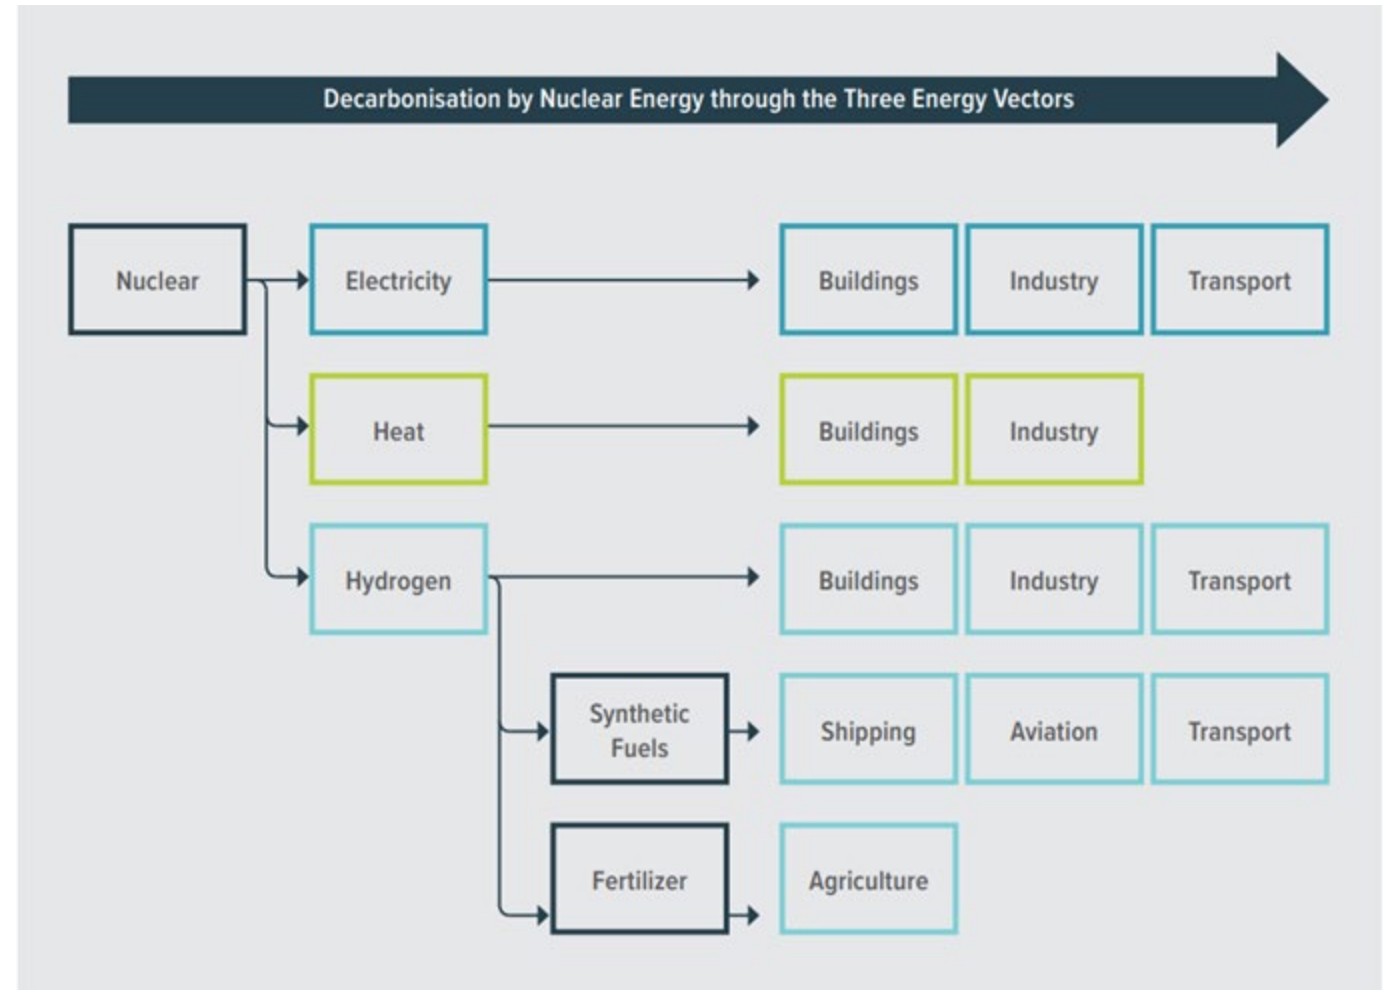 Decarbonisation by Nuclear Energy through the Three Energy Vectors
Nuclear
Electricity
Buildings
Industry
Transport
Heat
Buildings
Industry
Hydrogen
Buildings
Industry
Transport
Synthetic
Fuels
Shipping
Aviation
Transport
Fertilizer
Agriculture